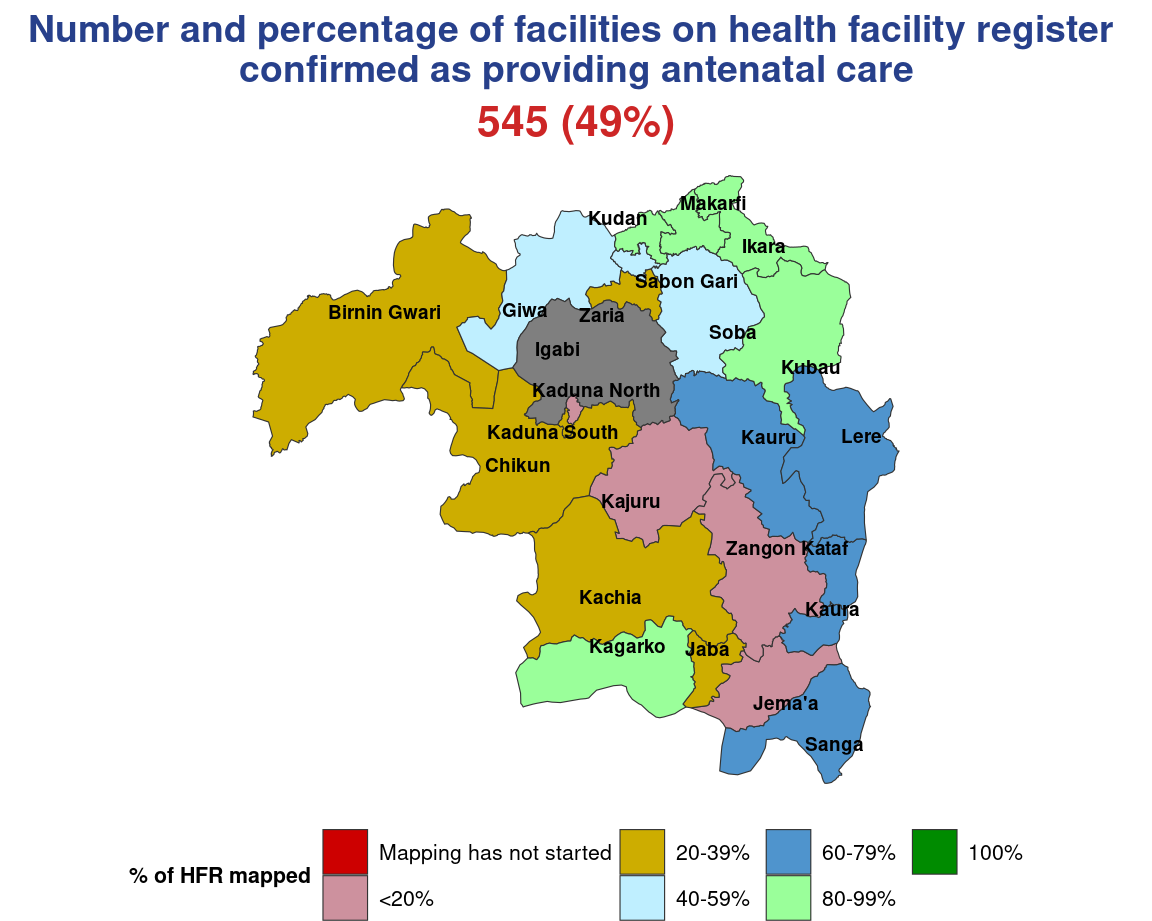 Number and percentage of facilities on health facility register
confirmed as providing antenatal care
545 (49%)
Makarfi
Kudan
Ikara
Sabon Gari
Birnin Gwari
Giwa
Zaria
Soba
Igabi
Kubau
Kaduna North
Kaduna South
Kauru
Lere
Chikun
Kajuru
Zangon Kataf
Kachia
Kaura
Kagarko
Jaba
Jema'a
Sanga
% of HFR mapped
Mapping has not started
<20%
20-39%
40-59%
60-79%
80-99%
100%